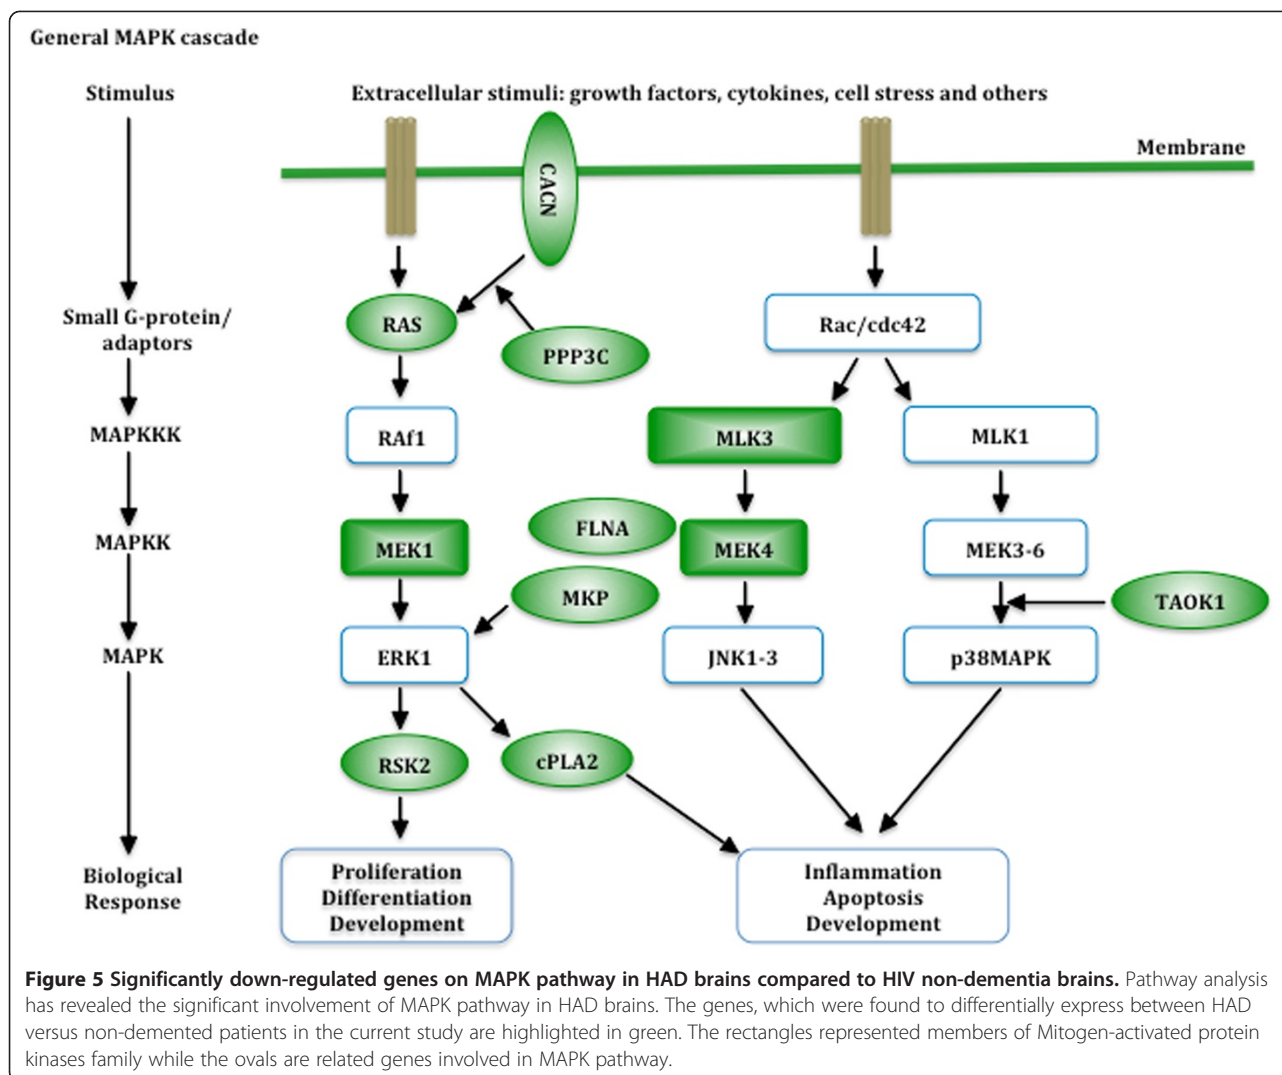 General MAPK cascade
Stimulus
Extracellular stimuli: growth factors, cytokines, cell stress and others
Membrane
CACN
Small G-protein/
adaptors
RAS
PPP3C
Rac/cdc42
MAPKKK
RAf1
MLK3
MLK1
MAPKK
MEK1
FLNA
MEK4
MEK3-6
MKP
TAOK1
MAPK
ERK1
JNK1-3
p38MAPK
RSK2
cPLA2
Biological
Response
Proliferation
Differentiation
Development
Inflammation
Apoptosis
Development
Figure 5 Significantly down-regulated genes on MAPK pathway in HAD brains compared to HIV non-dementia brains. Pathway analysis
has revealed the significant involvement of MAPK pathway in HAD brains. The genes, which were found to differentially express between HAD
versus non-demented patients in the current study are highlighted in green. The rectangles represented members of Mitogen-activated protein
kinases family while the ovals are related genes involved in MAPK pathway.